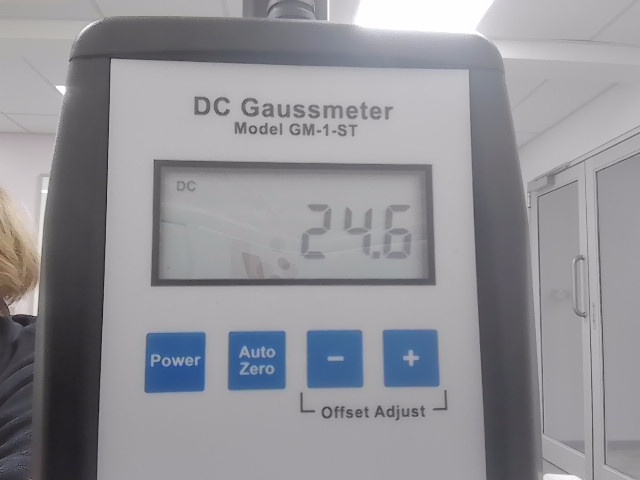 DC Gaussmeter
Model GM-1-ST
DC
24.6
Power
Auto
Zero
−
+
Offset Adjust